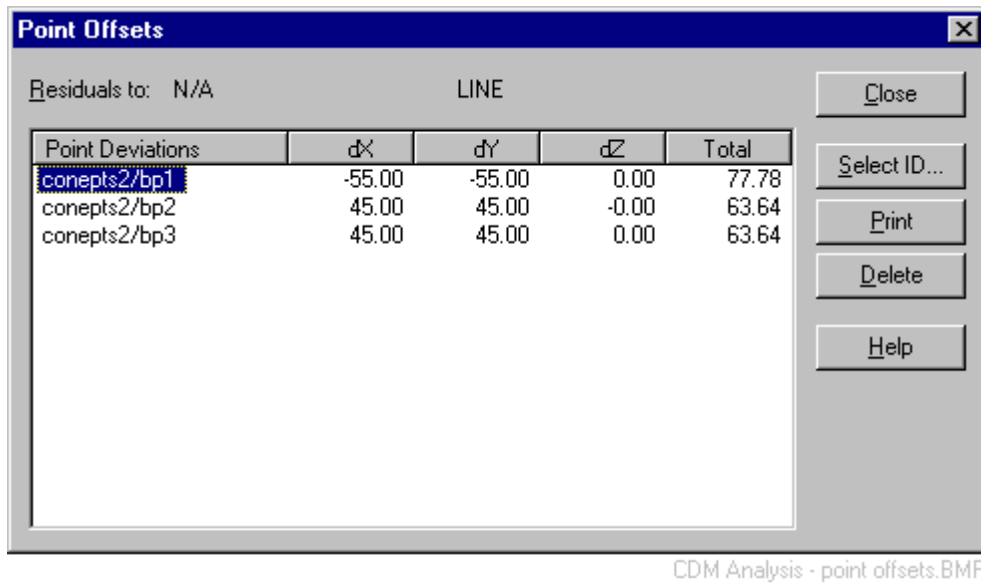 Point Offsets
Residuals to: N/A LINE
Close
Point Deviations dX dY dZ Total
conepts2/bp1 -55.00 -55.00 0.00 77.78
conepts2/bp2 45.00 45.00 -0.00 63.64
conepts2/bp3 45.00 45.00 0.00 63.64
Select ID...
Print
Delete
Help
CDM Analysis - point offsets.BMP